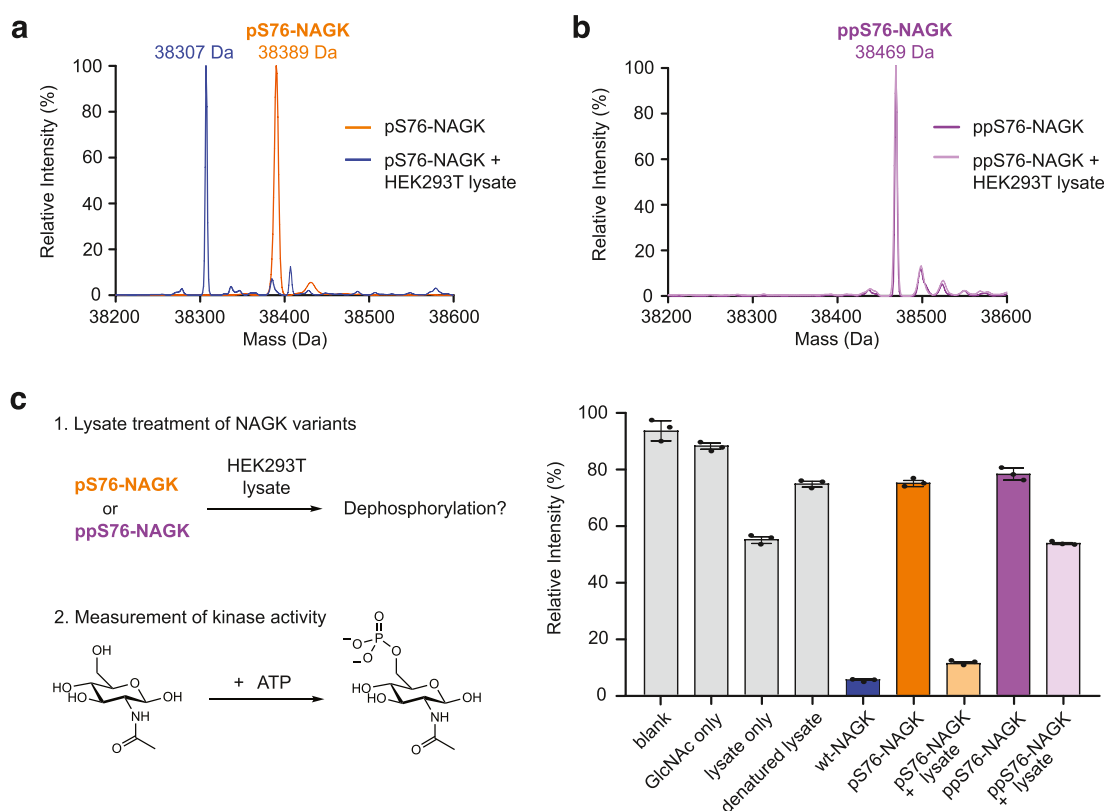 a
pS76-NAGK
38307 Da
38389 Da
100
80
60
40
20
0
38200
38300
38400
38500
38600
Relative Intensity (%)
Mass (Da)
pS76-NAGK
pS76-NAGK +
HEK293T lysate
b
ppS76-NAGK
38469 Da
100
80
60
40
20
0
38200
38300
38400
38500
38600
Relative Intensity (%)
Mass (Da)
ppS76-NAGK
ppS76-NAGK +
HEK293T lysate
c
1. Lysate treatment of NAGK variants
pS76-NAGK
or
ppS76-NAGK
HEK293T
lysate
Dephosphorylation?
2. Measurement of kinase activity
OH
HO
HO
O
OH
NH
O
+ ATP
O
−O
P
O
−O
HO
HO
O
OH
NH
O
100
80
60
40
20
0
Relative Intensity (%)
blank
GlcNAc only
lysate only
denatured lysate
wt-NAGK
pS76-NAGK
pS76-NAGK
+ lysate
ppS76-NAGK
ppS76-NAGK
+ lysate